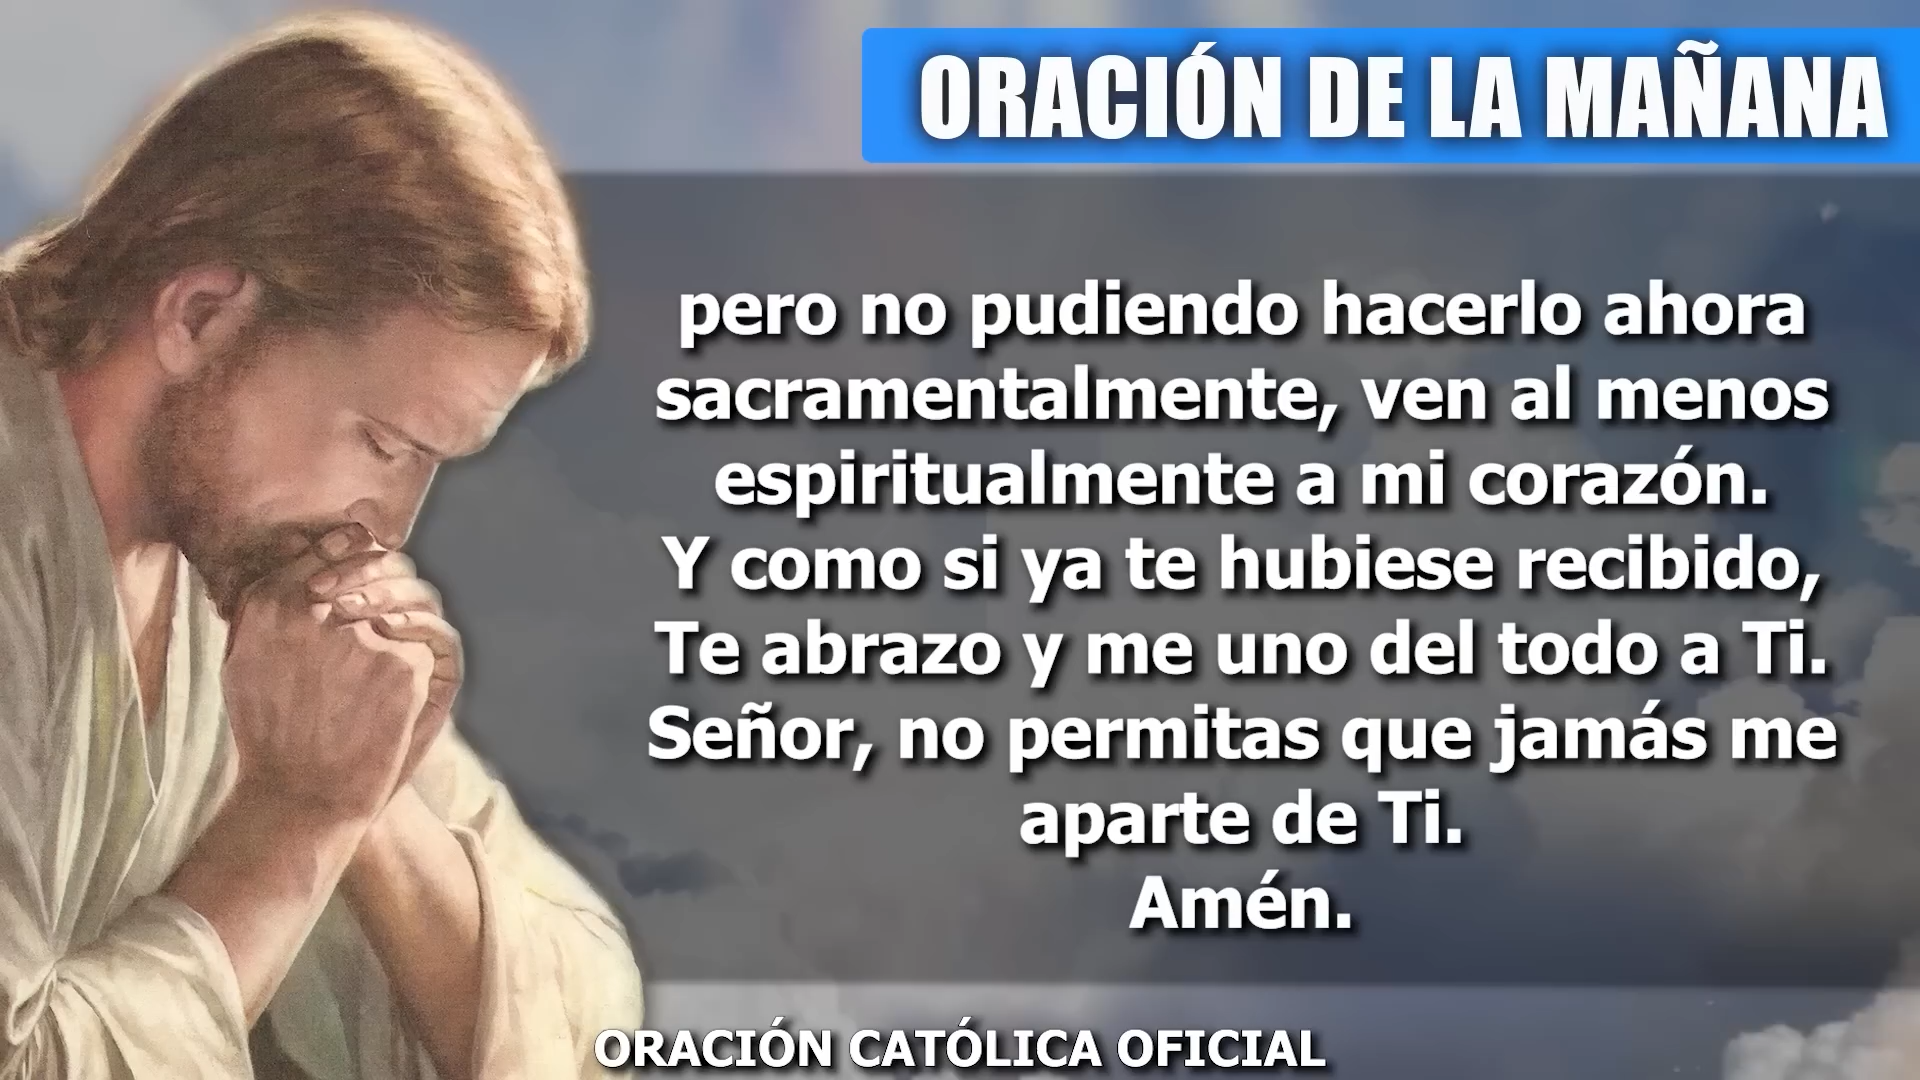 ORACIÓN DE LA MAÑANA
pero no pudiendo hacerlo ahora
sacramentalmente, ven al menos
espiritualmente a mi corazón.
Y como si ya te hubiese recibido,
Te abrazo y me uno del todo a Ti.
Señor, no permitas que jamás me
aparte de Ti.
Amén.
ORACIÓN CATÓLICA OFICIAL